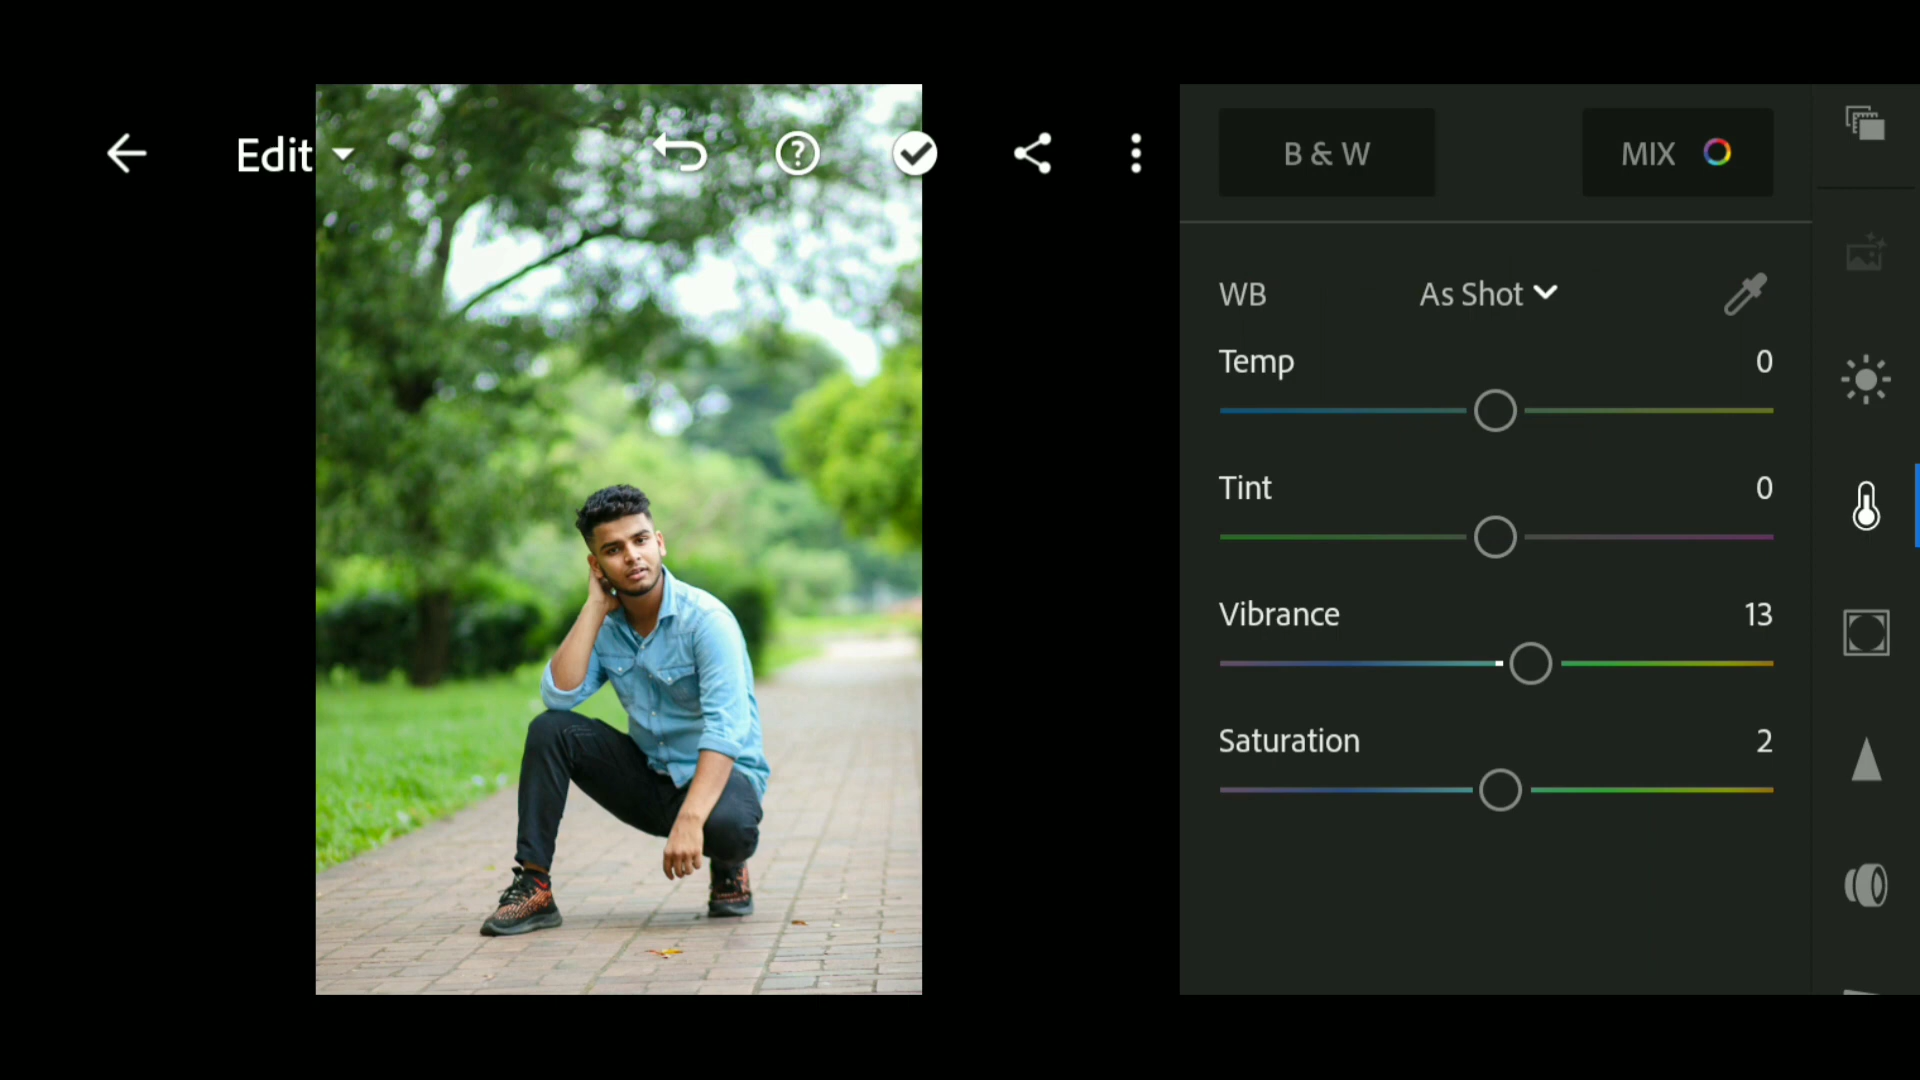 Edit
?
B & W
MIX
WB As Shot
Temp 0
Tint 0
Vibrance 13
Saturation 2